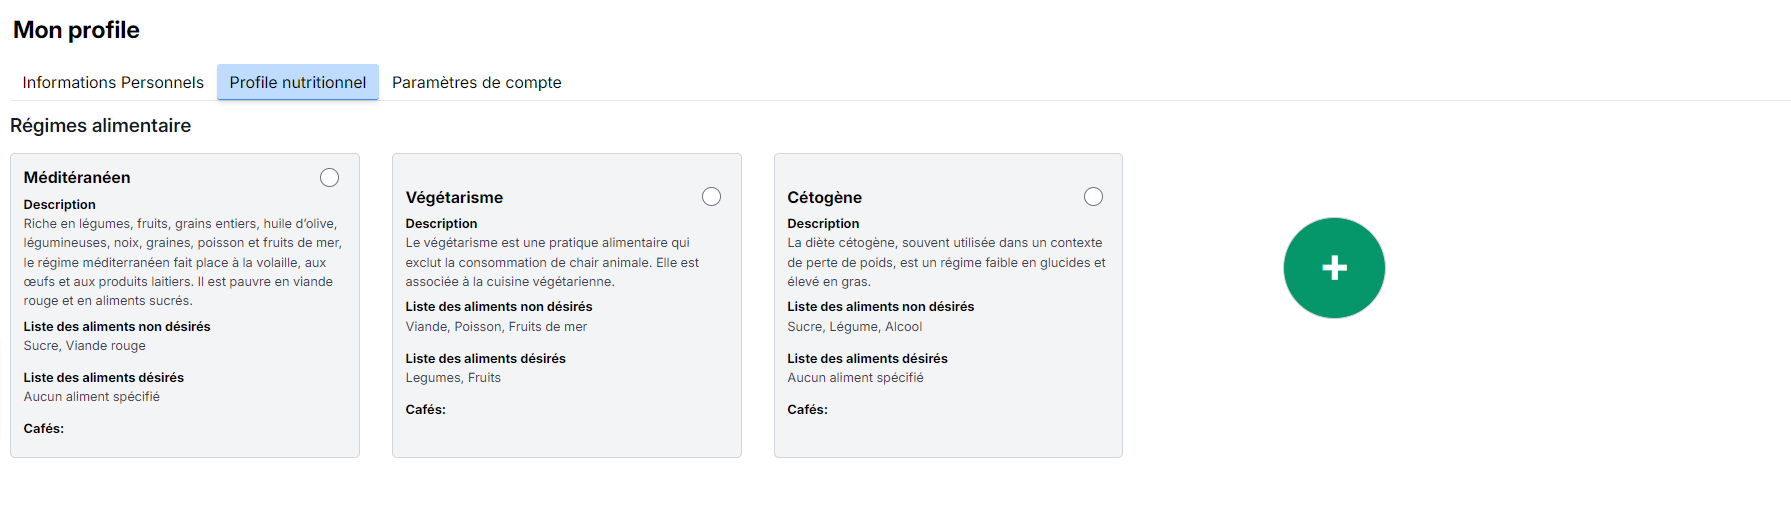 Mon profile
Informations Personnels
Profile nutritionnel
Paramètres de compte
Régimes alimentaire
Méditéranéen
Description
Riche en légumes, fruits, grains entiers, huile d’olive,
légumineuses, noix, graines, poisson et fruits de mer,
le régime méditerranéen fait place à la volaille, aux
œufs et aux produits laitiers. Il est pauvre en viande
rouge et en aliments sucrés.
Liste des aliments non désirés
Sucre, Viande rouge
Liste des aliments désirés
Aucun aliment spécifié
Cafés:
Végétarisme
Description
Le végétarisme est une pratique alimentaire qui
exclut la consommation de chair animale. Elle est
associée à la cuisine végétarienne.
Liste des aliments non désirés
Viande, Poisson, Fruits de mer
Liste des aliments désirés
Legumes, Fruits
Cafés:
Cétogène
Description
La diète cétogène, souvent utilisée dans un contexte
de perte de poids, est un régime faible en glucides et
élevé en gras.
Liste des aliments non désirés
Sucre, Légume, Alcool
Liste des aliments désirés
Aucun aliment spécifié
Cafés:
+